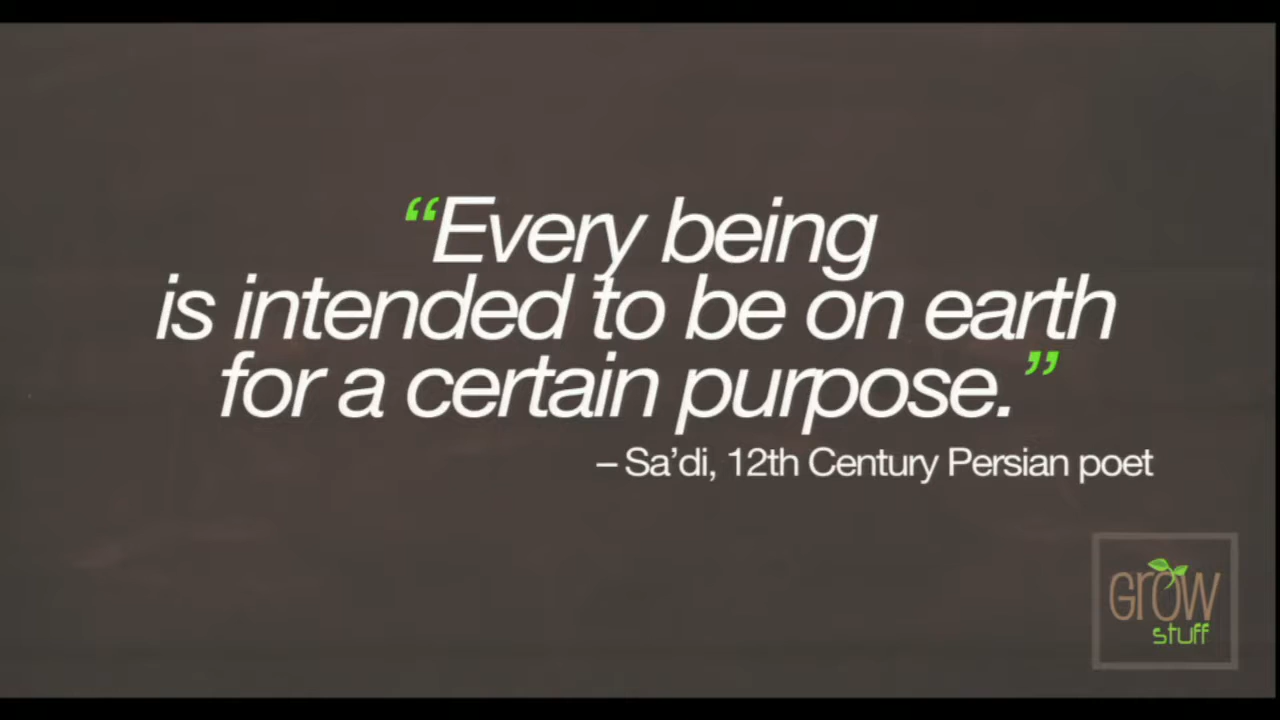 “Every being
is intended to be on earth
for a certain purpose.”
– Sa’di, 12th Century Persian poet
Grow
stuff